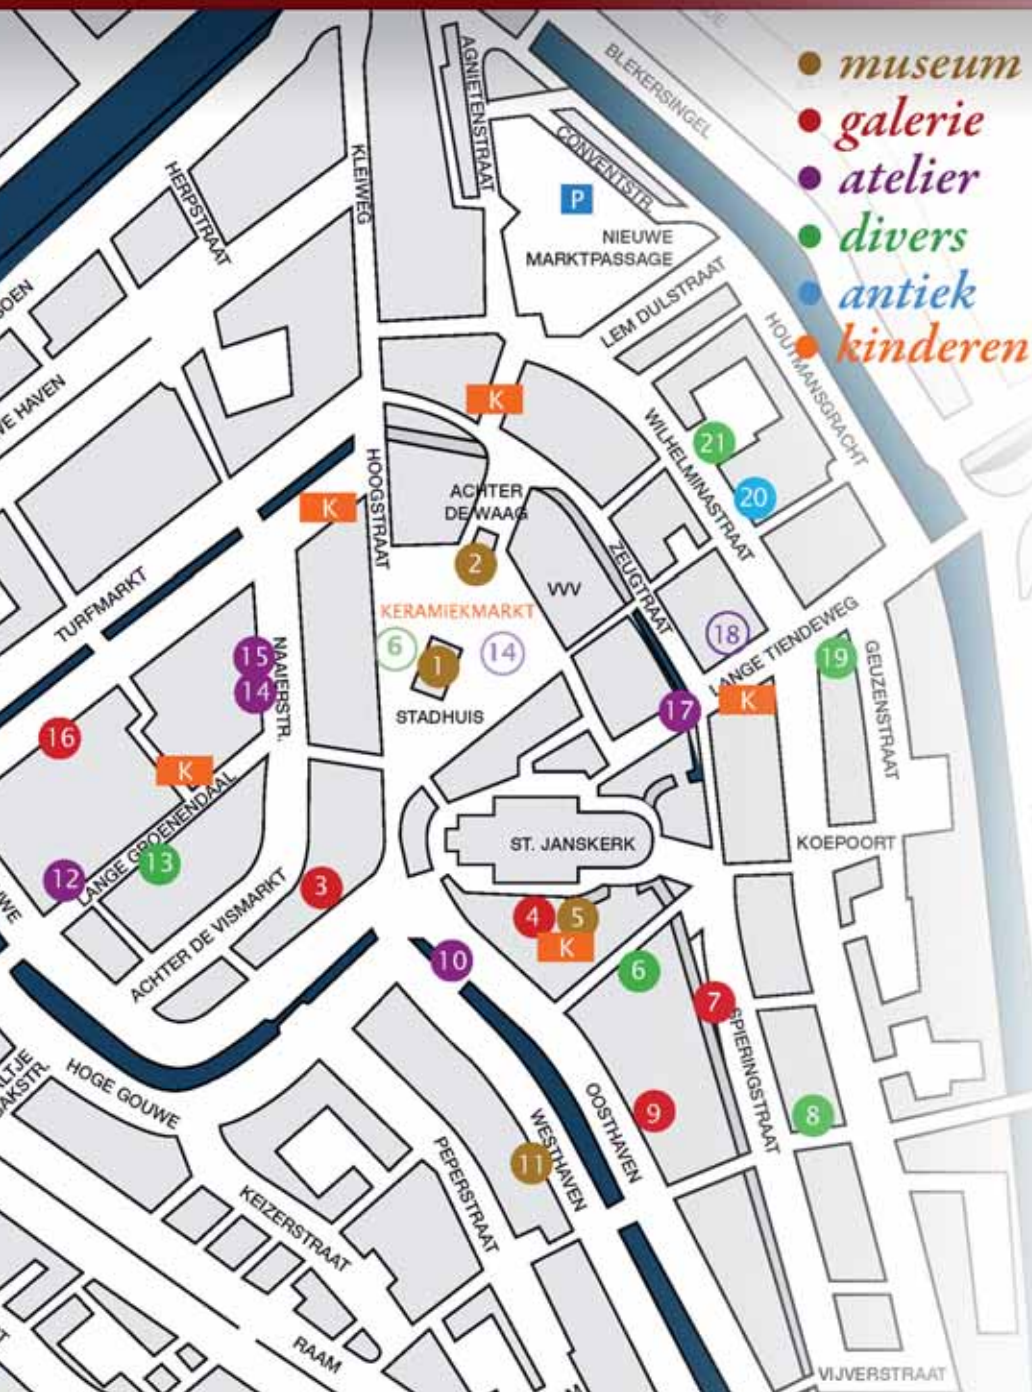 museum
galerie
atelier
divers
antiek
kinderen
BLEKERSINGEL
AGNIETENSTRAAT
CONVENTSTR.
KLEIWEG
HERPSTRAAT
P
NIEUWE
MARKTPASSAGE
LEM DULSTRAAT
HOUTMANSGRACHT
K
WILHELMINASTRAAT
21
20
HOOGSTRAAT
K
ACHTER
DE WAAG
2
VVV
ZEUGTRAAT
KERAMIEKMARKT
6
1
14
STADHUIS
18
LANGE TIENDEWEG
19
GEUZENSTRAAT
K
17
TURFMARKT
15
14
NAAIERSTR.
16
K
LANGE GROENENDAAL
12
13
3
ACHTER DE VISMARKT
ST. JANSKERK
KOEPOORT
4
5
K
10
6
7
SPIERINGSTRAAT
8
9
OOSTHAVEN
WESTHAVEN
11
HOGE GOUWE
PEPERSTRAAT
KEIZERSTRAAT
RAAM
VIJVERSTRAAT